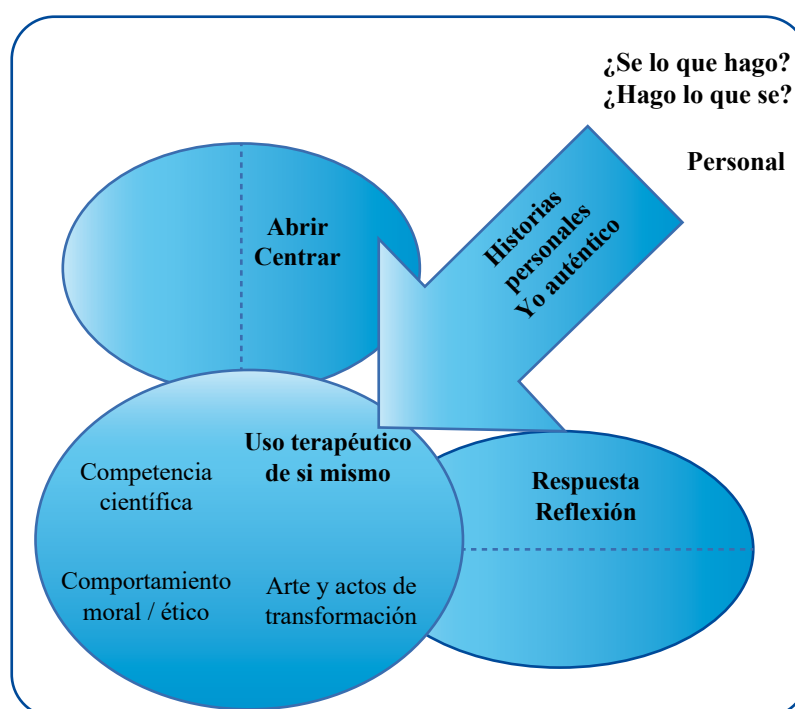 ¿Se lo que hago?
¿Hago lo que se?
Personal
Historias
personales
Yo auténtico
Abrir
Centrar
Uso terapéutico
de si mismo
Competencia
científica
Comportamiento
moral / ético
Arte y actos de
transformación
Respuesta
Reflexión